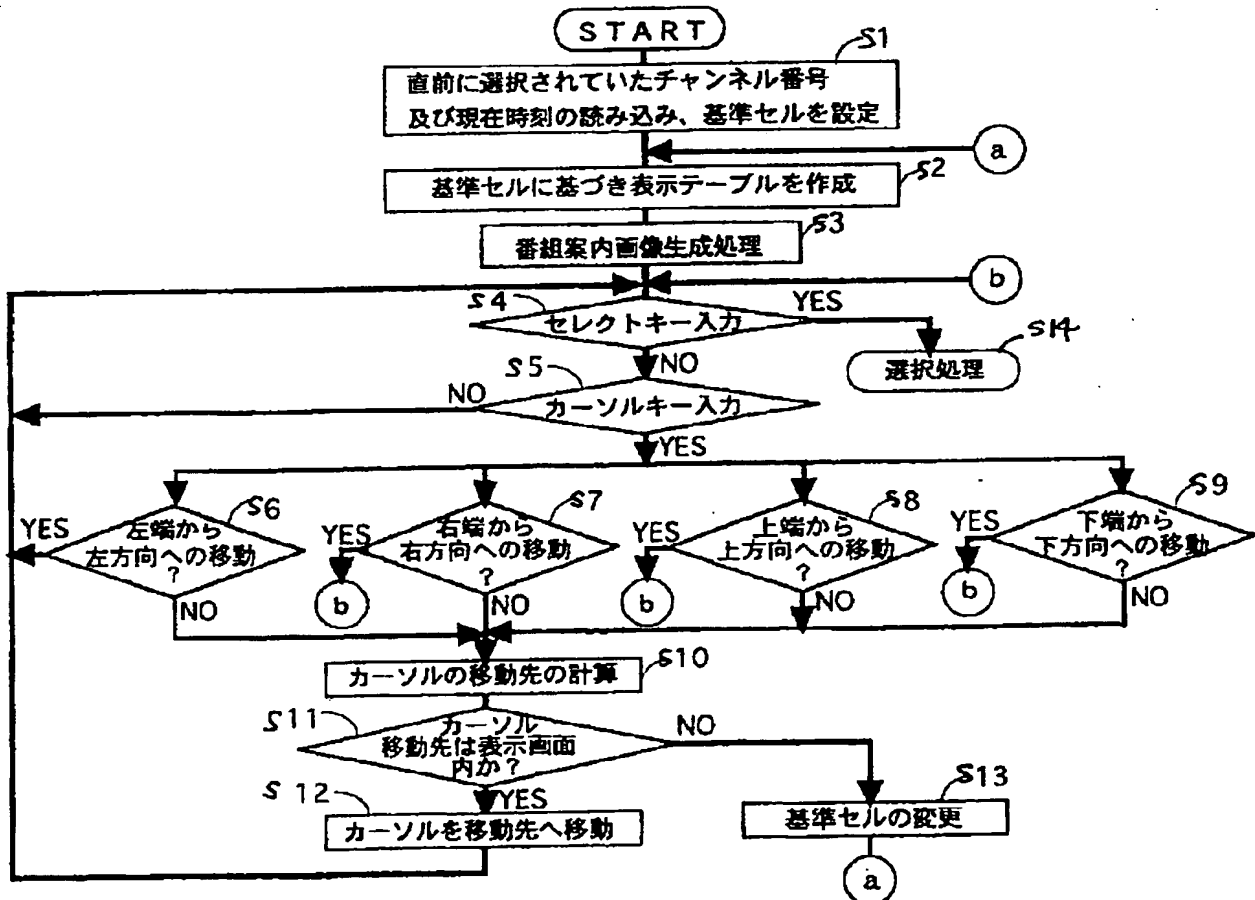 START
S1
直前に選択されていたチャンネル番号
及び現在時刻の読み込み、基準セルを設定
a
S2
基準セルに基づき表示テーブルを作成
S3
番組案内画像生成処理
b
S4
セレクトキー入力
YES
S14
選択処理
NO
S5
カーソルキー入力
NO
YES
S6
左端から
左方向への移動
?
YES
NO
S7
右端から
右方向への移動
?
YES
b
NO
S8
上端から
上方向への移動
?
YES
b
NO
S9
下端から
下方向への移動
?
YES
b
NO
S10
カーソルの移動先の計算
S11
カーソル
移動先は表示画面
内か?
NO
YES
S12
カーソルを移動先へ移動
S13
基準セルの変更
a